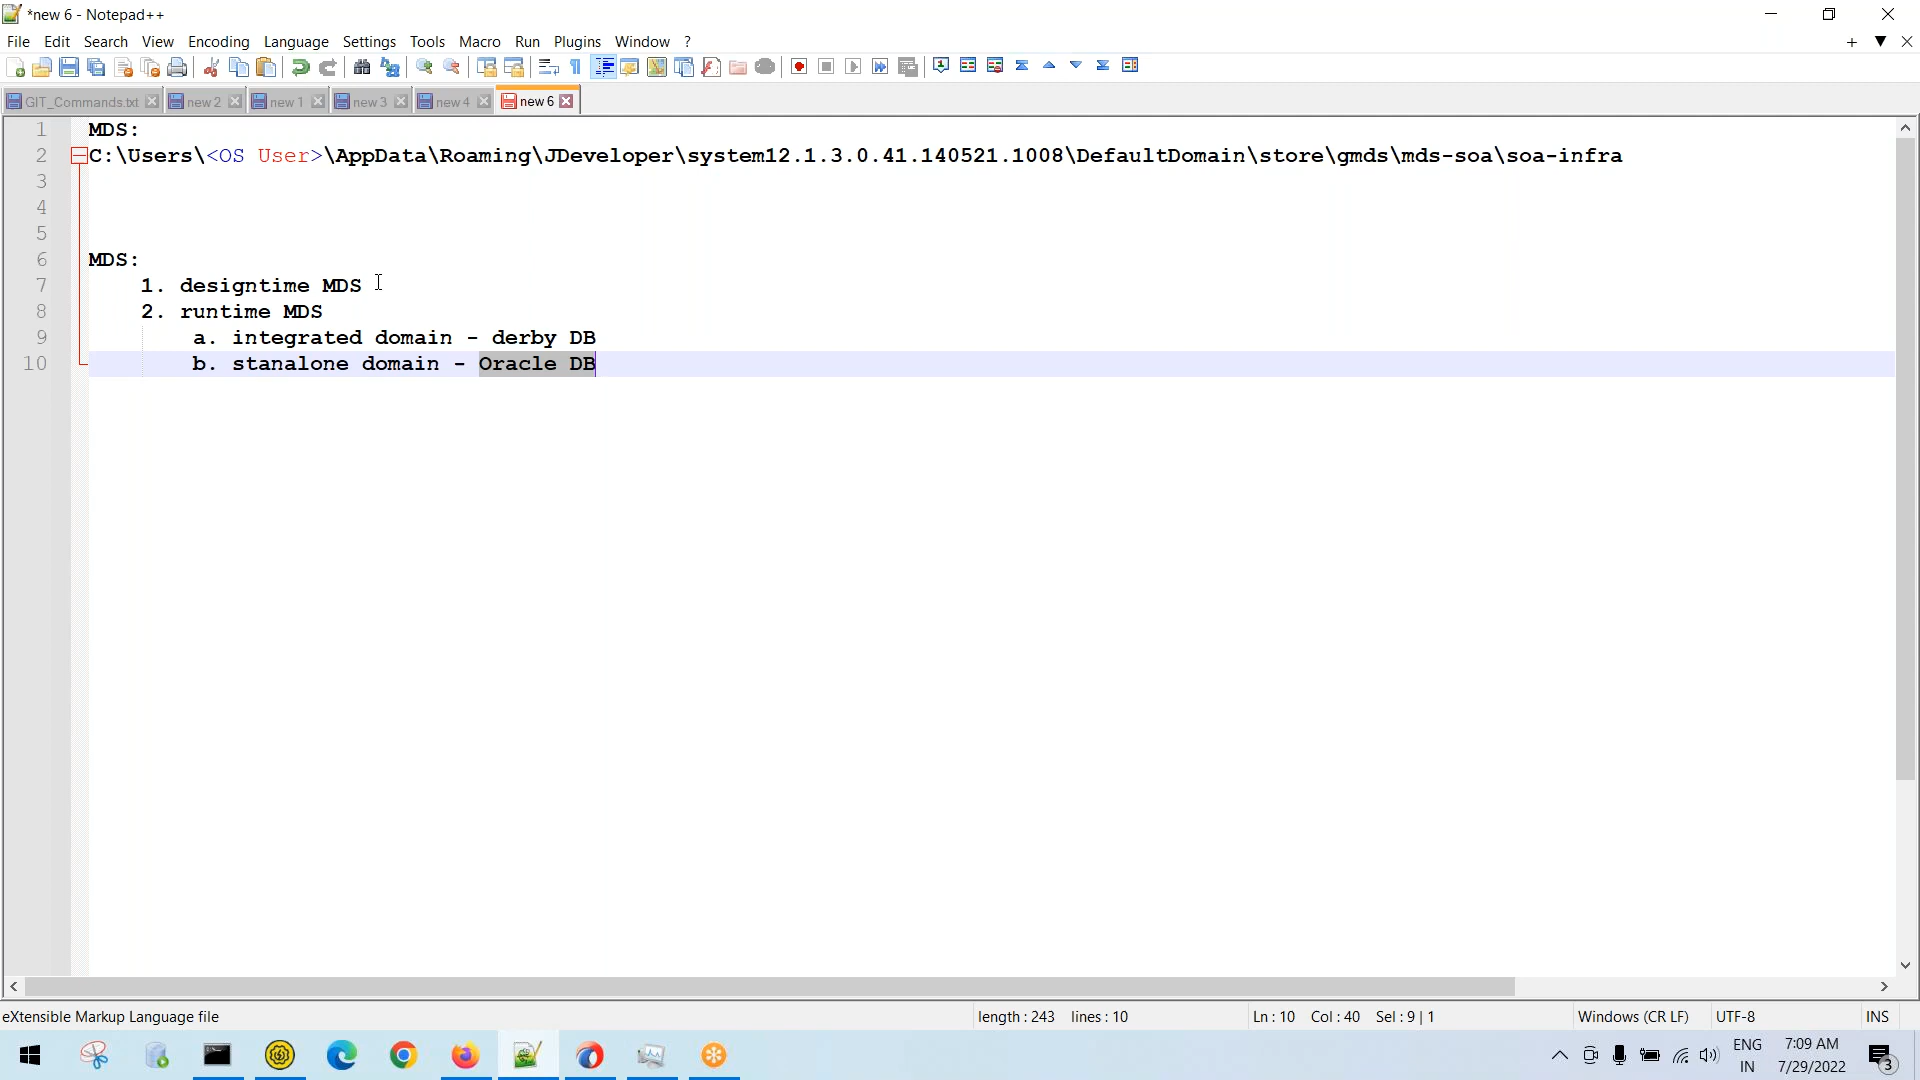 *new 6 - Notepad++
File Edit Search View Encoding Language Settings Tools Macro Run Plugins Window ?
GIT_Commands.txt new 2 new 1 new 3 new 4 new 6
1 MDS:
2 C:\Users\<OS User>\AppData\Roaming\JDeveloper\system12.1.3.0.41.140521.1008\DefaultDomain\store\gmds\mds-soa\soa-infra
3
4
5
6 MDS:
7 1. designtime MDS
8 2. runtime MDS
9 a. integrated domain - derby DB
10 b. stanalone domain - Oracle DB
eXtensible Markup Language file length : 243 lines : 10 Ln : 10 Col : 40 Sel : 9 | 1 Windows (CR LF) UTF-8 INS
ENG 7:09 AM
IN 7/29/2022 3